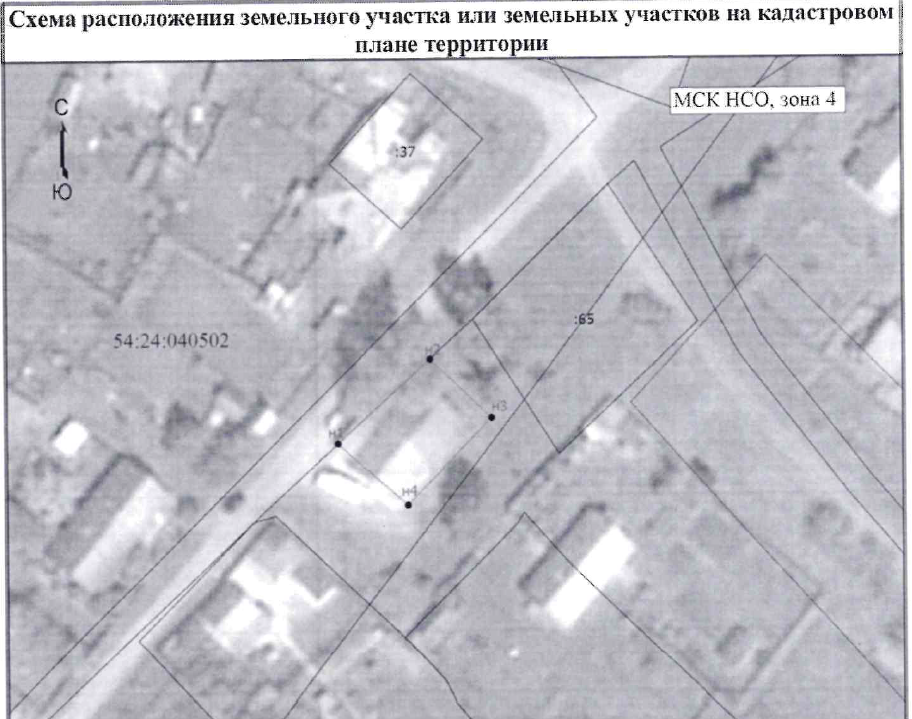 Схема расположения земельного участка или земельных участков на кадастровом
плане территории
МСК НСО, зона 4
С
Ю
:37
:65
54:24:040502
н2
н3
н1
н4